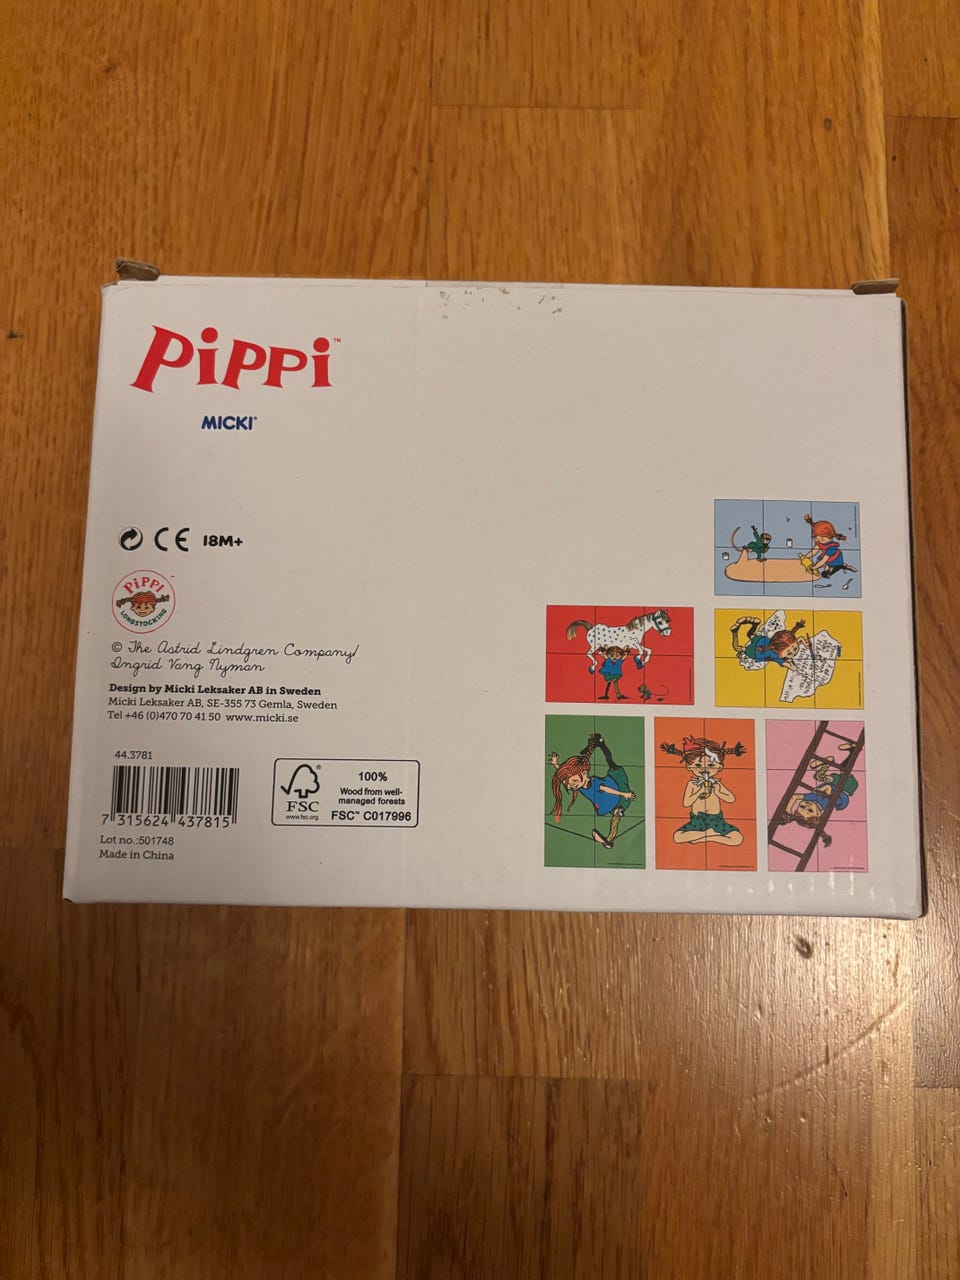 PiPPi™
MICKI®
CE 18M+
PiPPi™
LONGSTOCKING
© The Astrid Lindgren Company/
Ingrid Vang Nyman
Design by Micki Leksaker AB in Sweden
Micki Leksaker AB, SE-355 73 Gemla, Sweden
Tel +46 (0)470 70 41 50 www.micki.se
44.3781
7 315624 437815
Lot no.:501748
Made in China
FSC®
www.fsc.org
100%
Wood from well-
managed forests
FSC™ C017996